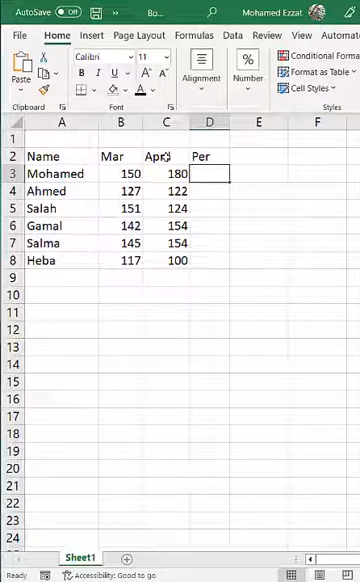 AutoSave Off Bo... Mohamed Ezzat
File Home Insert Page Layout Formulas Data Review View Automat
Paste Calibri 11 Alignment Number Conditional Forma
B I U Format as Table
A Cell Styles
Clipboard Font
A B C D E F
1
2 Name Mar Apr Per
3 Mohamed 150 180
4 Ahmed 127 122
5 Salah 151 124
6 Gamal 142 154
7 Salma 145 154
8 Heba 117 100
9
10
11
12
13
14
15
16
17
18
19
20
21
22
23
24
Sheet1
Ready Accessibility: Good to go